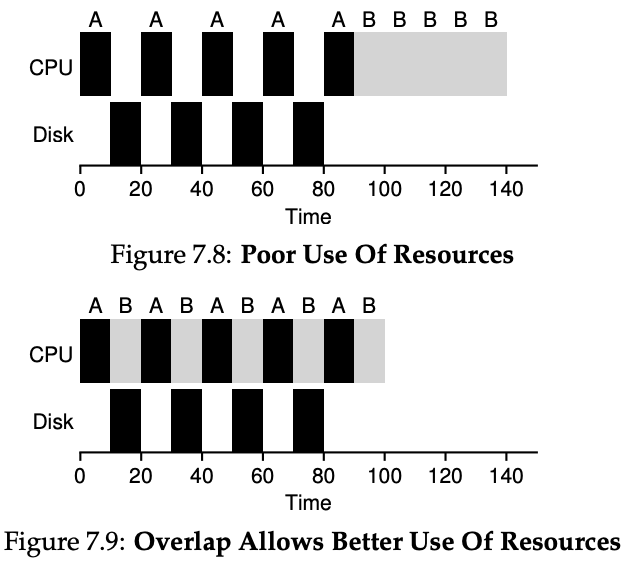 A A A A A B B B B B
CPU
Disk
0 20 40 60 80 100 120 140
Time
Figure 7.8: Poor Use Of Resources
A B A B A B A B A B
CPU
Disk
0 20 40 60 80 100 120 140
Time
Figure 7.9: Overlap Allows Better Use Of Resources